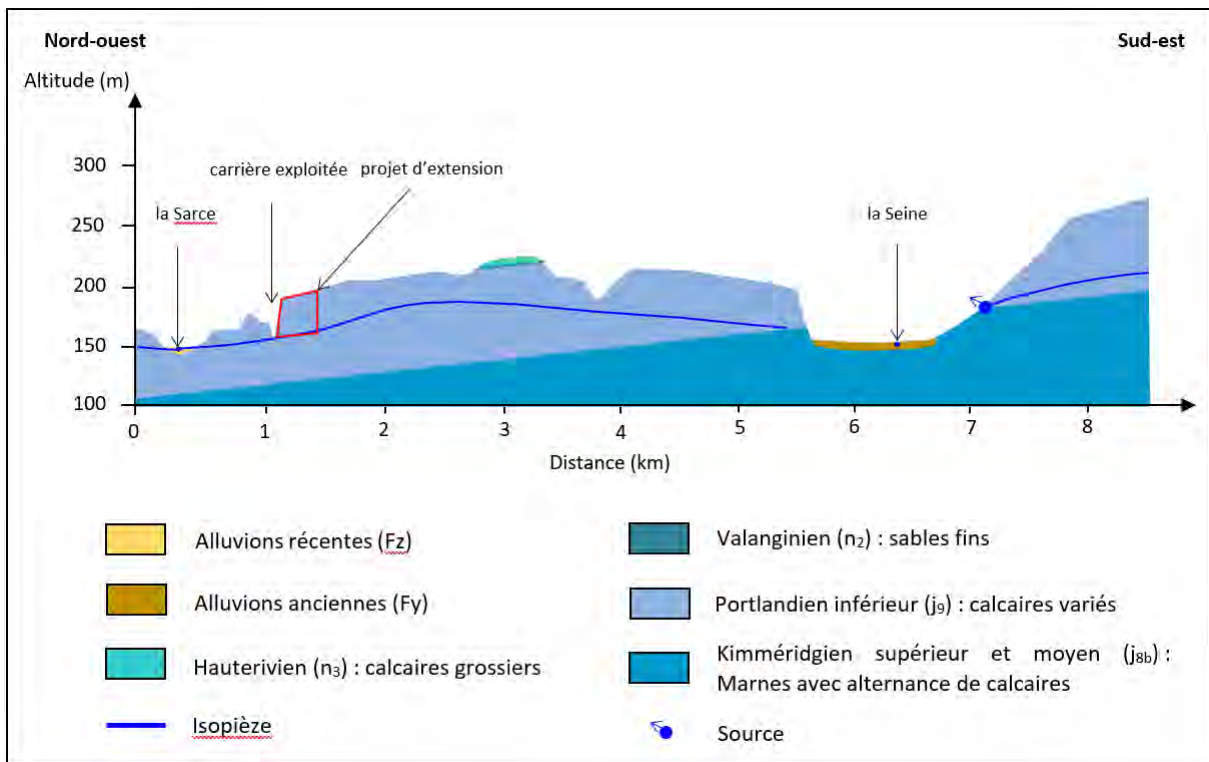 Nord-ouest
Sud-est
Altitude (m)
300
250
200
150
100
carrière exploitée
projet d'extension
la Sarce
la Seine
0 1 2 3 4 5 6 7 8
Distance (km)
Alluvions récentes (Fz)
Valanginien (n2) : sables fins
Alluvions anciennes (Fy)
Portlandien inférieur (j9) : calcaires variés
Hauterivien (n3) : calcaires grossiers
Kimméridgien supérieur et moyen (j8b) :
Marnes avec alternance de calcaires
Isopièze
Source